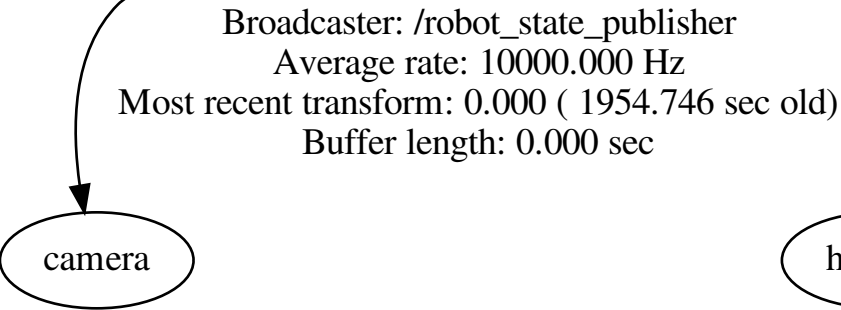 Broadcaster: /robot_state_publisher
Average rate: 10000.000 Hz
Most recent transform: 0.000 ( 1954.746 sec old)
Buffer length: 0.000 sec
camera